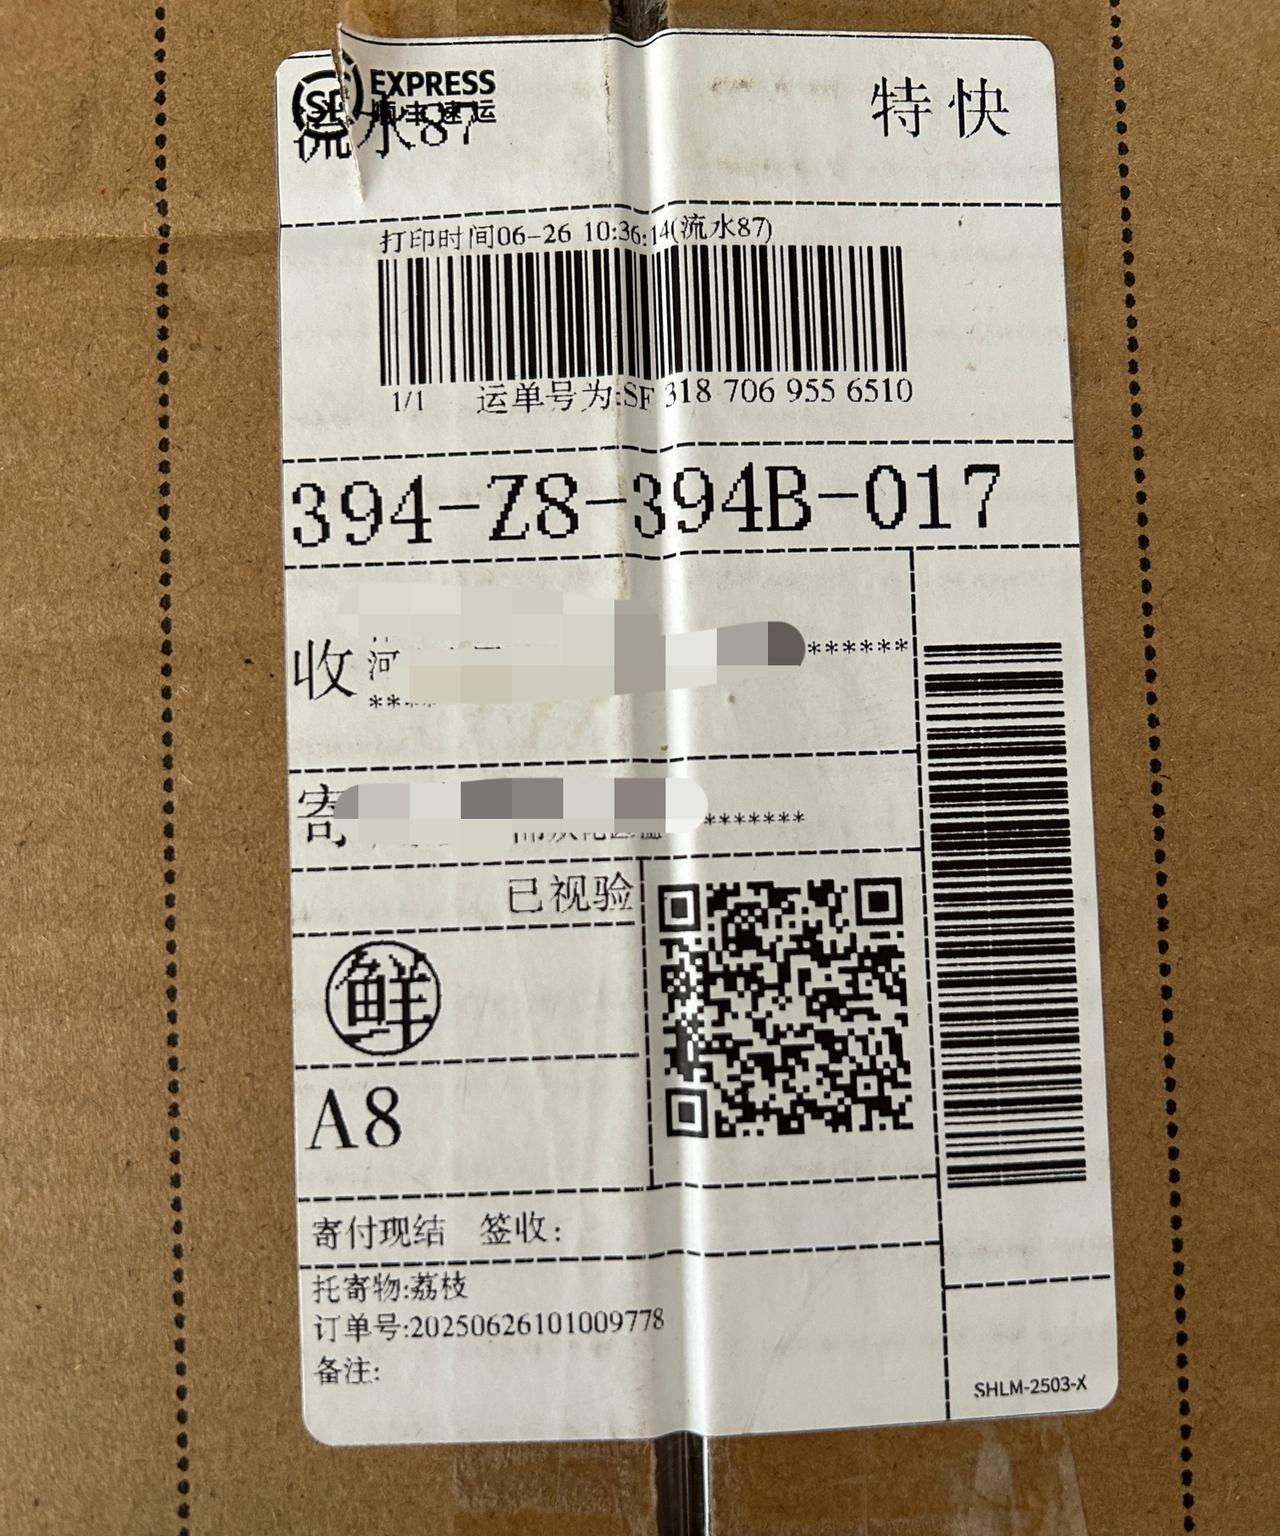 SF EXPRESS
顺丰速运
流水87
特快
打印时间06-26 10:36:14(流水87)
1/1 运单号为:SF 318 706 955 6510
394-Z8-394B-017
收 河 ******
****
寄 *******
已视验
鲜
A8
寄付现结 签收:
托寄物:荔枝
订单号:20250626101009778
备注:
SHLM-2503-X